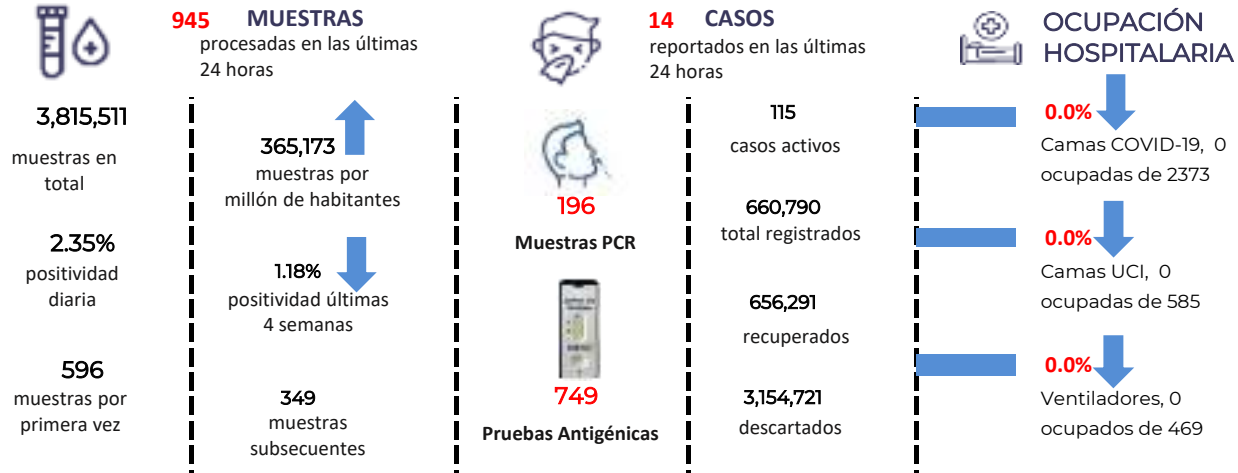 945 MUESTRAS
procesadas en las últimas
24 horas
3,815,511
muestras en
total
365,173
muestras por
millón de habitantes
2.35%
positividad
diaria
1.18%
positividad últimas
4 semanas
596
muestras por
primera vez
349
muestras
subsecuentes
14 CASOS
reportados en las últimas
24 horas
196
Muestras PCR
749
Pruebas Antigénicas
115
casos activos
660,790
total registrados
656,291
recuperados
3,154,721
descartados
OCUPACIÓN
HOSPITALARIA
0.0%
Camas COVID-19, 0
ocupadas de 2373
0.0%
Camas UCI, 0
ocupadas de 585
0.0%
Ventiladores, 0
ocupados de 469